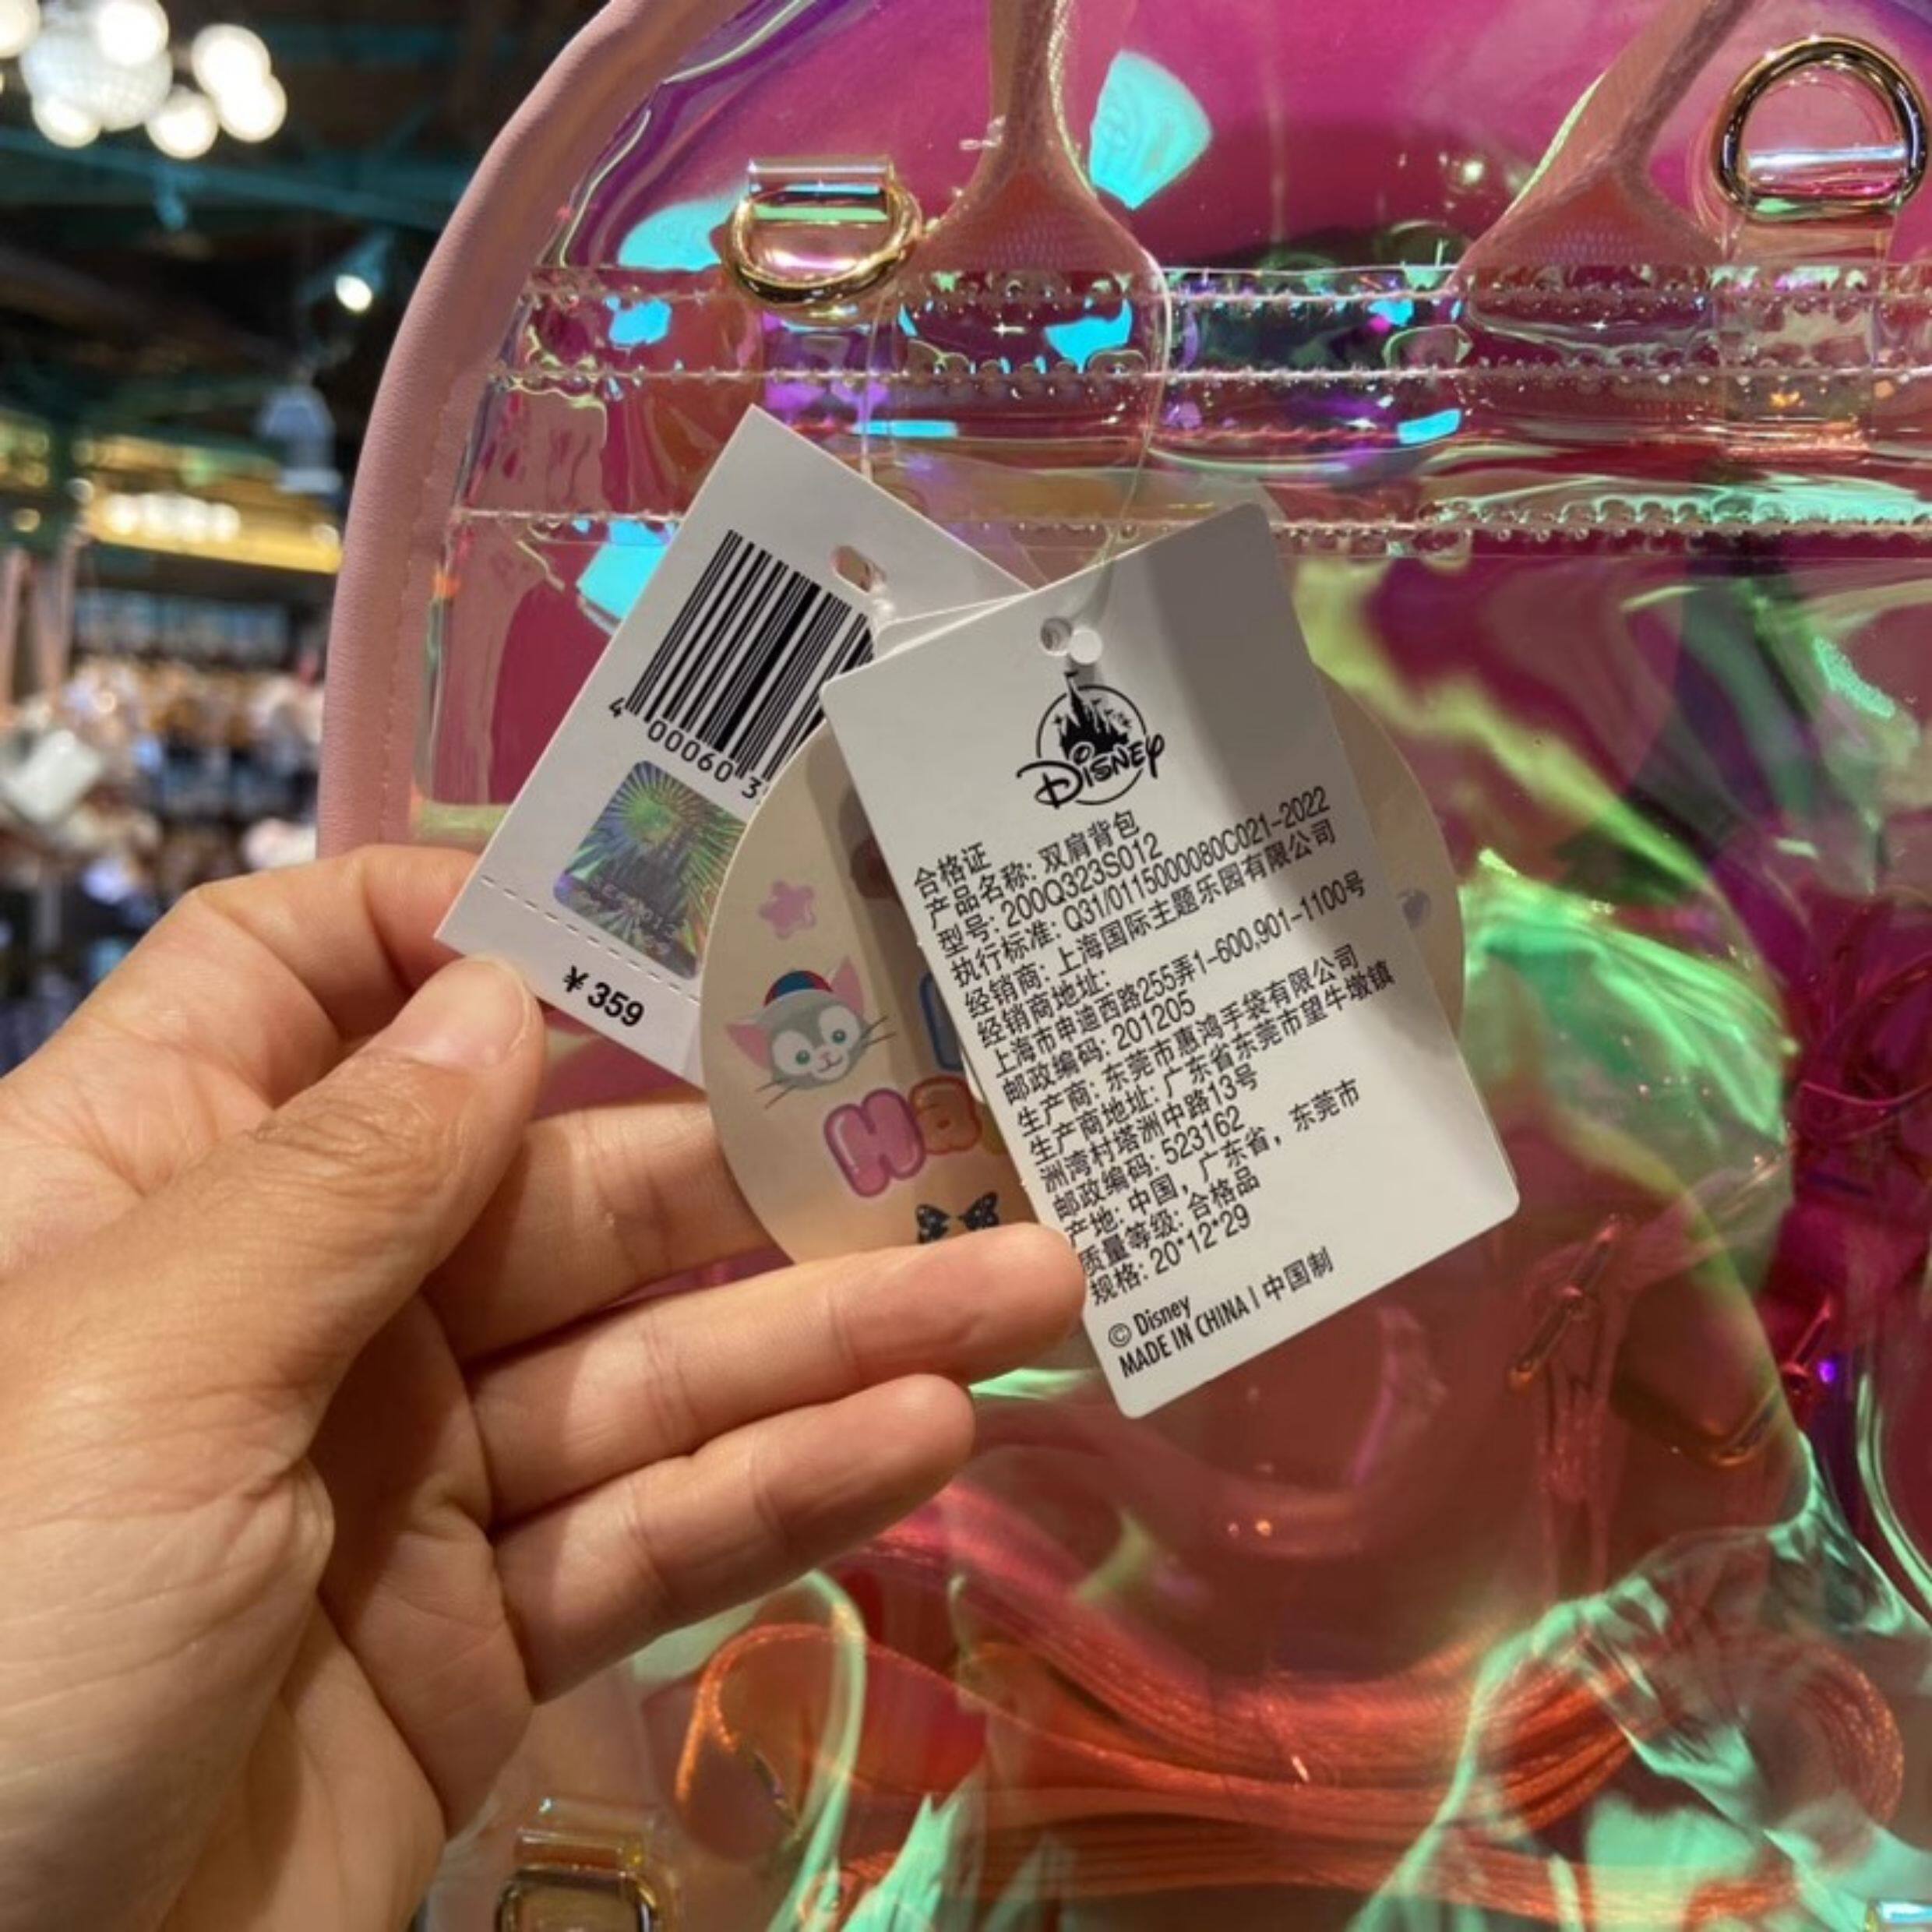 4 00060 3
¥359
Ha
Disney
合格证
产品名称: 双肩背包
型号: 200Q323S012
执行标准: Q31/0115000080C021-2022
经销商: 上海国际主题乐园有限公司
经销商地址:
上海市申迪西路255弄1-600,901-1100号
邮政编码: 201205
生产商: 东莞市惠鸿手袋有限公司
生产商地址: 广东省东莞市望牛墩镇
洲湾村塔洲中路13号
邮政编码: 523162
产地: 中国, 广东省, 东莞市
质量等级: 合格品
规格: 20*12*29
© Disney
MADE IN CHINA | 中国制